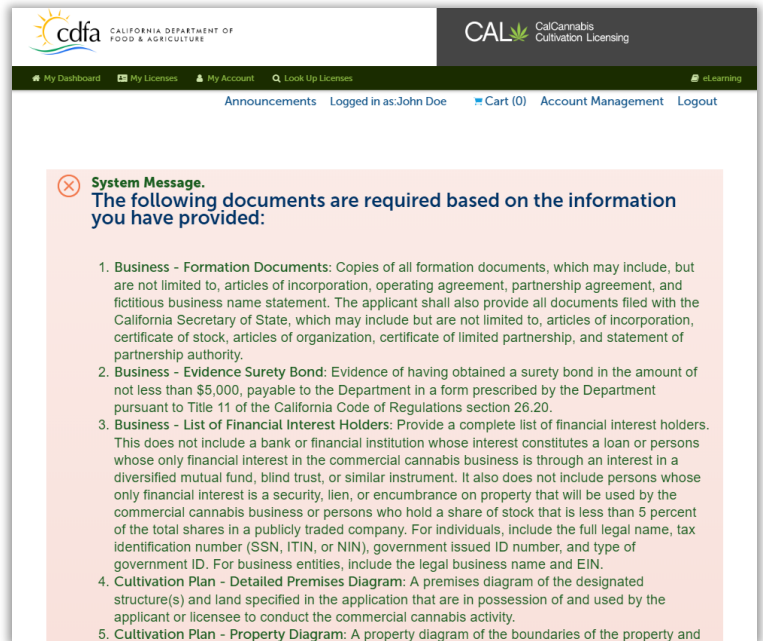 cdfa CALIFORNIA DEPARTMENT OF
FOOD & AGRICULTURE
CAL CalCannabis
Cultivation Licensing
My Dashboard My Licenses My Account Look Up Licenses eLearning
Announcements Logged in as:John Doe Cart (0) Account Management Logout
System Message.
The following documents are required based on the information
you have provided:
1. Business - Formation Documents: Copies of all formation documents, which may include, but
are not limited to, articles of incorporation, operating agreement, partnership agreement, and
fictitious business name statement. The applicant shall also provide all documents filed with the
California Secretary of State, which may include but are not limited to, articles of incorporation,
certificate of stock, articles of organization, certificate of limited partnership, and statement of
partnership authority.
2. Business - Evidence Surety Bond: Evidence of having obtained a surety bond in the amount of
not less than $5,000, payable to the Department in a form prescribed by the Department
pursuant to Title 11 of the California Code of Regulations section 26.20.
3. Business - List of Financial Interest Holders: Provide a complete list of financial interest holders.
This does not include a bank or financial institution whose interest constitutes a loan or persons
whose only financial interest in the commercial cannabis business is through an interest in a
diversified mutual fund, blind trust, or similar instrument. It also does not include persons whose
only financial interest is a security, lien, or encumbrance on property that will be used by the
commercial cannabis business or persons who hold a share of stock that is less than 5 percent
of the total shares in a publicly traded company. For individuals, include the full legal name, tax
identification number (SSN, ITIN, or NIN), government issued ID number, and type of
government ID. For business entities, include the legal business name and EIN.
4. Cultivation Plan - Detailed Premises Diagram: A premises diagram of the designated
structure(s) and land specified in the application that are in possession of and used by the
applicant or licensee to conduct the commercial cannabis activity.
5. Cultivation Plan - Property Diagram: A property diagram of the boundaries of the property and